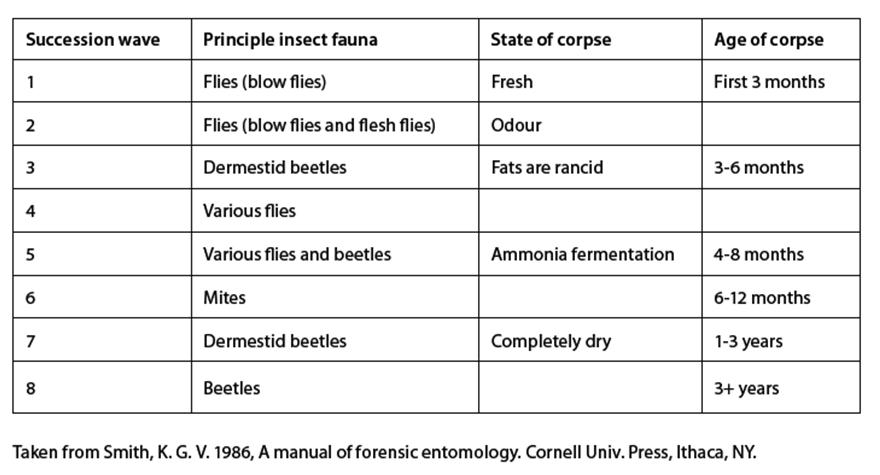 Succession wave Principle insect fauna State of corpse Age of corpse
1 Flies (blow flies) Fresh First 3 months
2 Flies (blow flies and flesh flies) Odour
3 Dermestid beetles Fats are rancid 3-6 months
4 Various flies
5 Various flies and beetles Ammonia fermentation 4-8 months
6 Mites 6-12 months
7 Dermestid beetles Completely dry 1-3 years
8 Beetles 3+ years
Taken from Smith, K. G. V. 1986, A manual of forensic entomology. Cornell Univ. Press, Ithaca, NY.